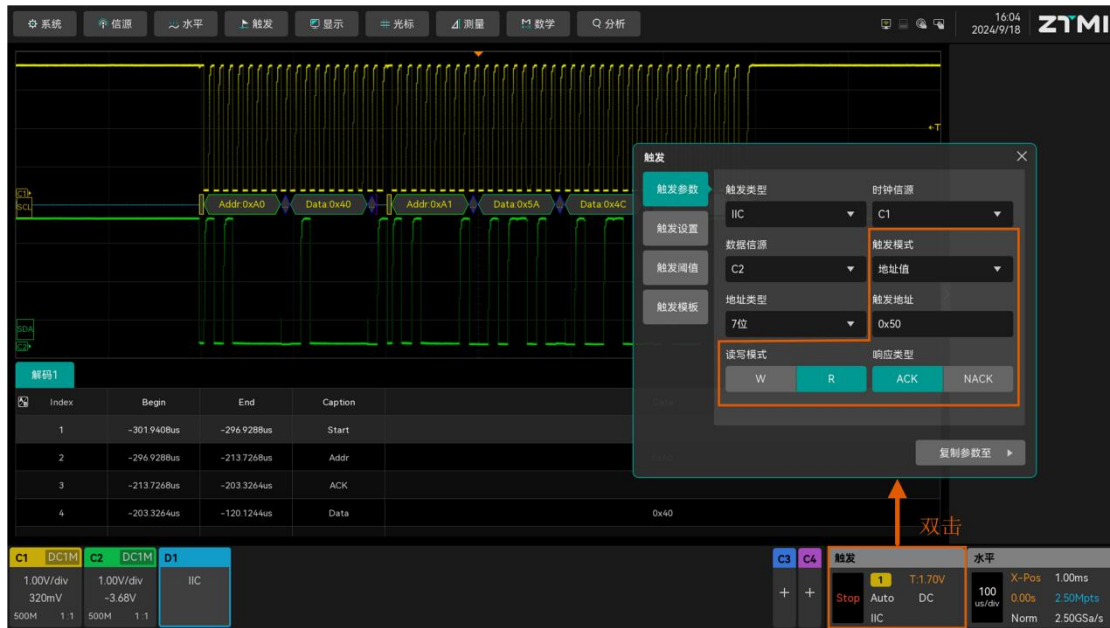 系统 信源 水平 触发 显示 光标 测量 数学 分析 16:04
2024/9/18
ZTMI
T
C1
SCL
Addr:0xA0 Data:0x40 Addr:0xA1 Data:0x5A Data:0x4C
SDA
C2
触发
触发参数
触发设置
触发阈值
触发模板
触发类型 时钟信源
IIC C1
数据信源 触发模式
C2 地址值
地址类型 触发地址
7位 0x50
读写模式 响应类型
W R ACK NACK
复制参数至
双击
解码1
Index Begin End Caption
1 -301.9408us -296.9288us Start
2 -296.9288us -213.7268us Addr
3 -213.7268us -203.3264us ACK
4 -203.3264us -120.1244us Data 0x40
C1 DC1M C2 DC1M D1 C3 C4 触发 水平
1.00V/div 1.00V/div IIC 1 T:1.70V X-Pos 1.00ms
320mV -3.68V + + Stop Auto DC 100 us/div 0.00s 2.50Mpts
500M 1:1 500M 1:1 IIC Norm 2.50GSa/s